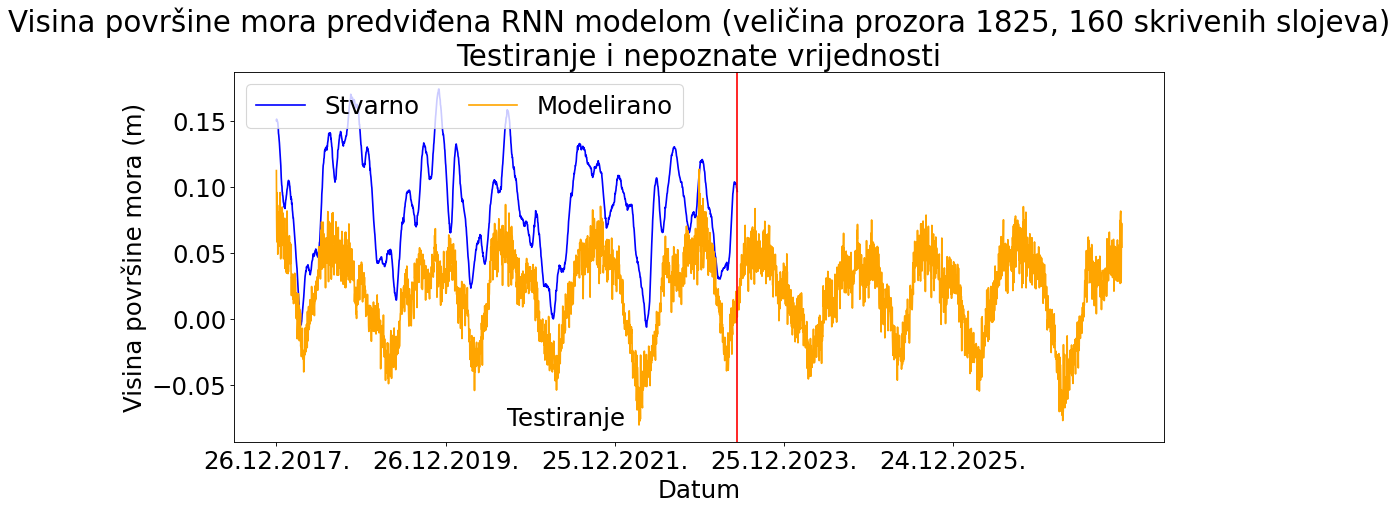 Visina površine mora predviđena RNN modelom (veličina prozora 1825, 160 skrivenih slojeva)
Testiranje i nepoznate vrijednosti
Stvarno Modelirano
Visina površine mora (m)
0.15
0.10
0.05
0.00
−0.05
Testiranje
26.12.2017. 26.12.2019. 25.12.2021. 25.12.2023. 24.12.2025.
Datum